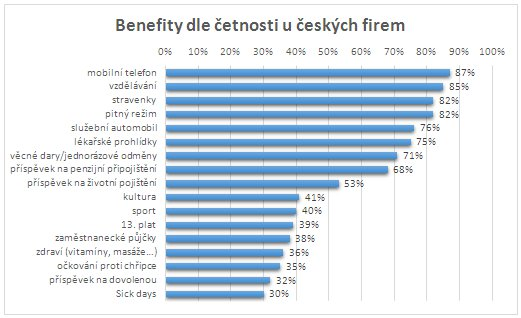 Benefity dle četnosti u českých firem
0% 10% 20% 30% 40% 50% 60% 70% 80% 90% 100%
mobilní telefon 87%
vzdělávání 85%
stravenky 82%
pitný režim 82%
služební automobil 76%
lékařské prohlídky 75%
věcné dary/jednorázové odměny 71%
příspěvek na penzijní připojištění 68%
příspěvek na životní pojištění 53%
kultura 41%
sport 40%
13. plat 39%
zaměstnanecké půjčky 38%
zdraví (vitamíny, masáže...) 36%
očkování proti chřipce 35%
příspěvek na dovolenou 32%
Sick days 30%